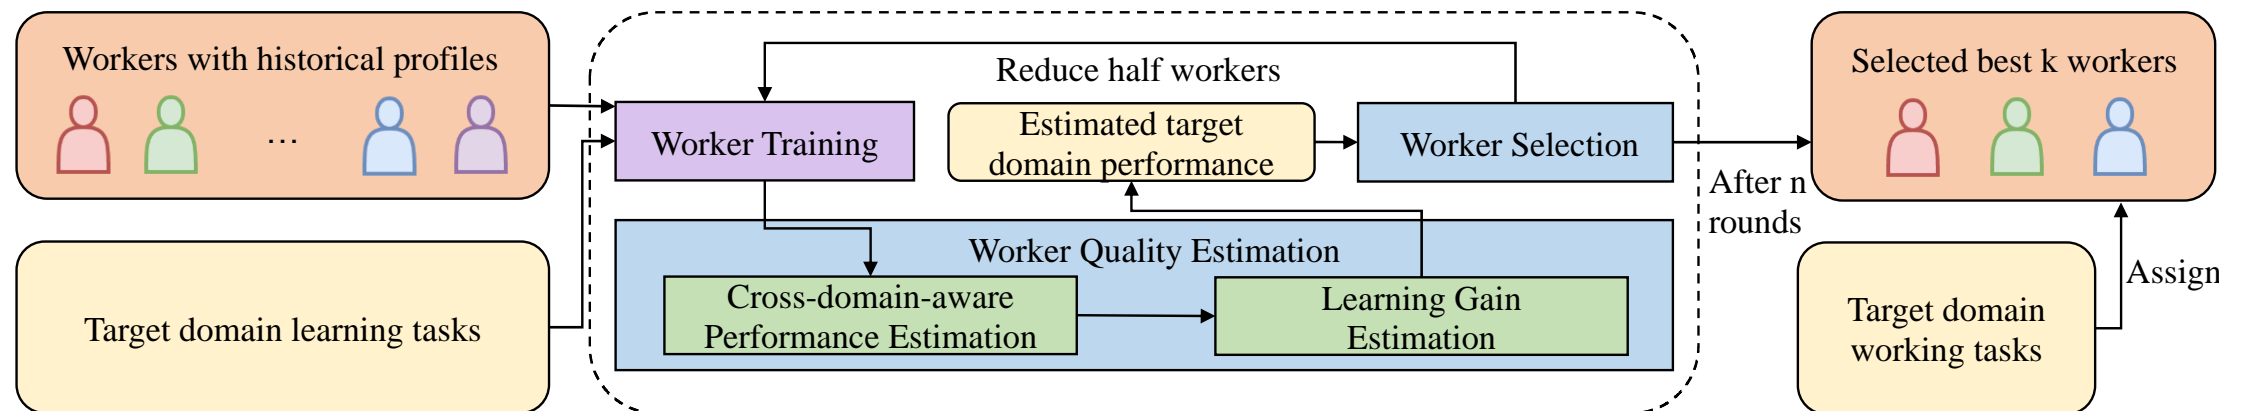 Workers with historical profiles
...
Target domain learning tasks
Reduce half workers
Worker Training
Estimated target
domain performance
Worker Selection
Worker Quality Estimation
Cross-domain-aware
Performance Estimation
Learning Gain
Estimation
After n
rounds
Selected best k workers
Assign
Target domain
working tasks